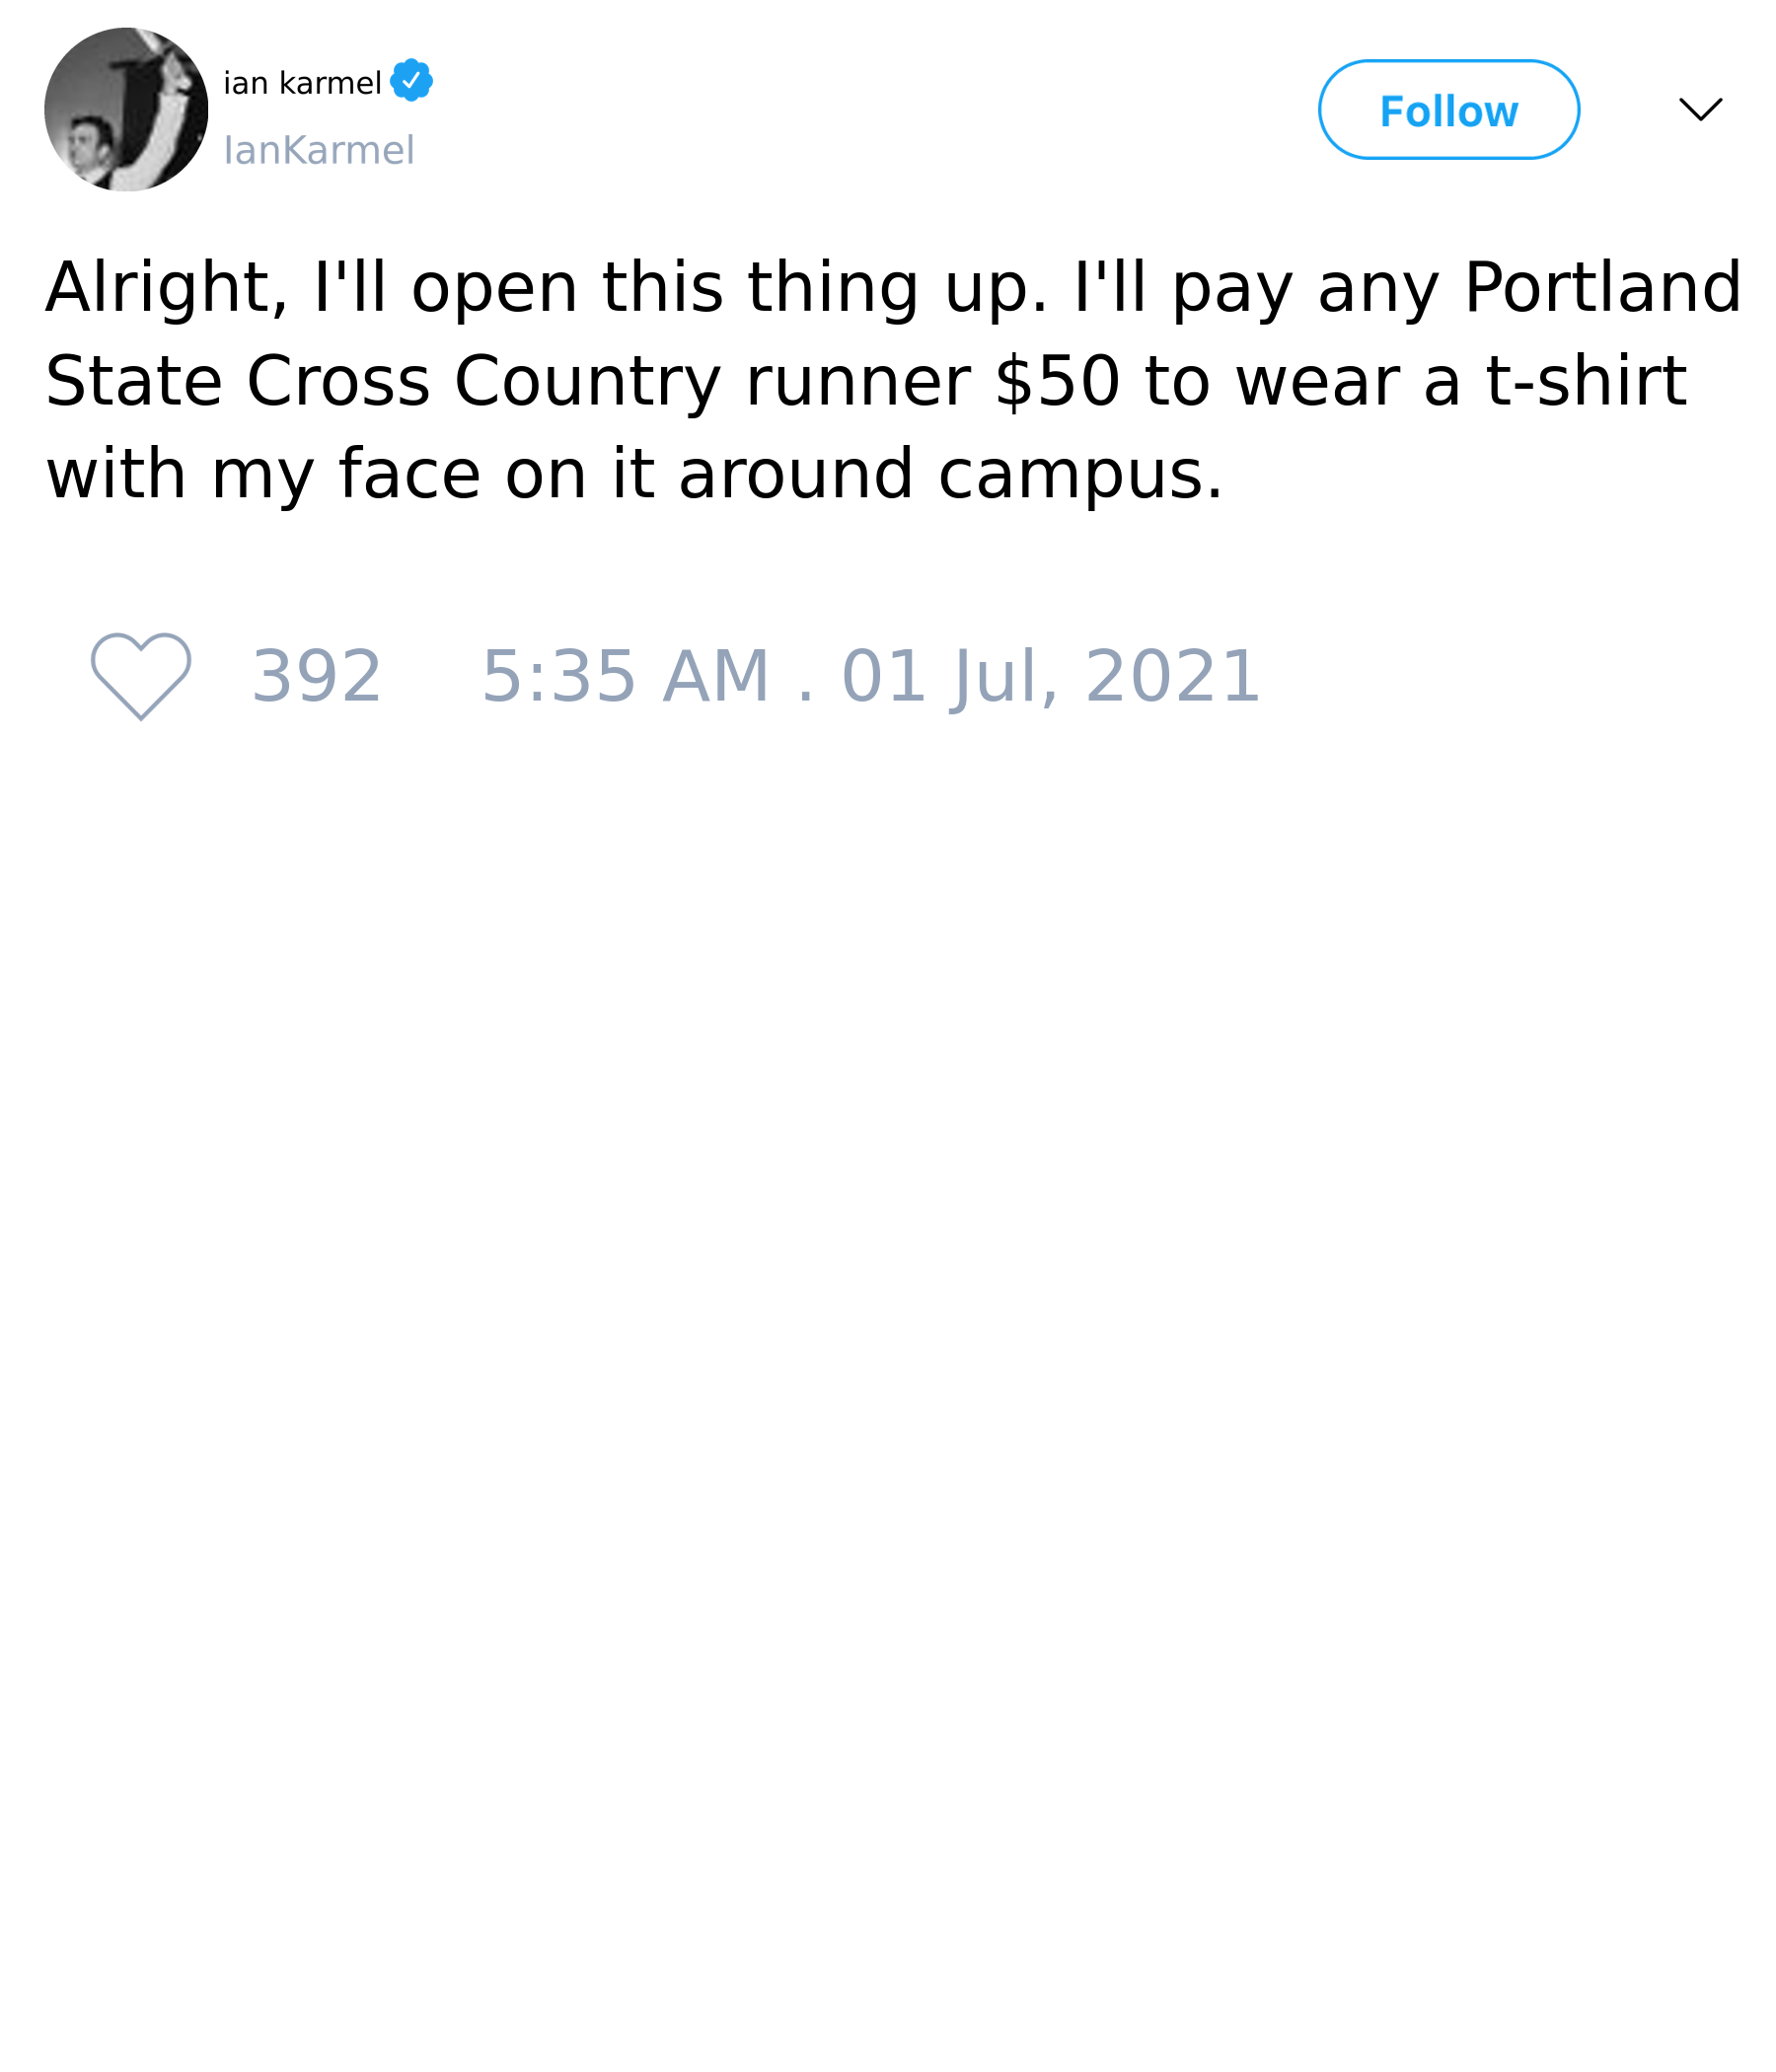 ian karmel
IanKarmel
Follow
Alright, I'll open this thing up. I'll pay any Portland
State Cross Country runner $50 to wear a t-shirt
with my face on it around campus.
392 5:35 AM . 01 Jul, 2021